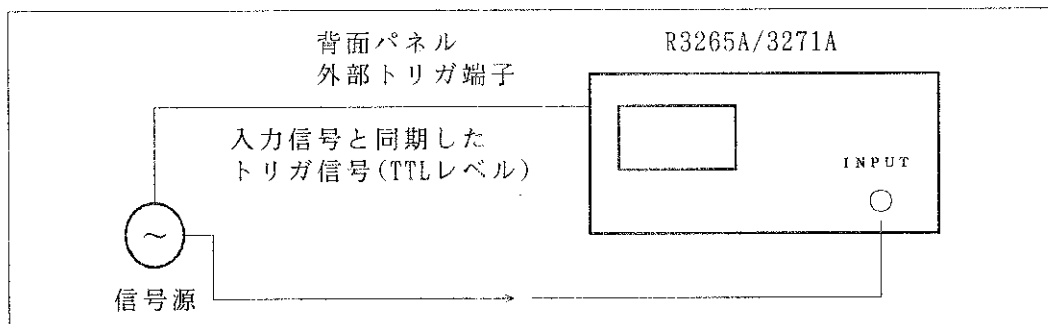 背面パネル
外部トリガ端子
R3265A/3271A
入力信号と同期した
トリガ信号(TTLレベル)
INPUT
~
信号源